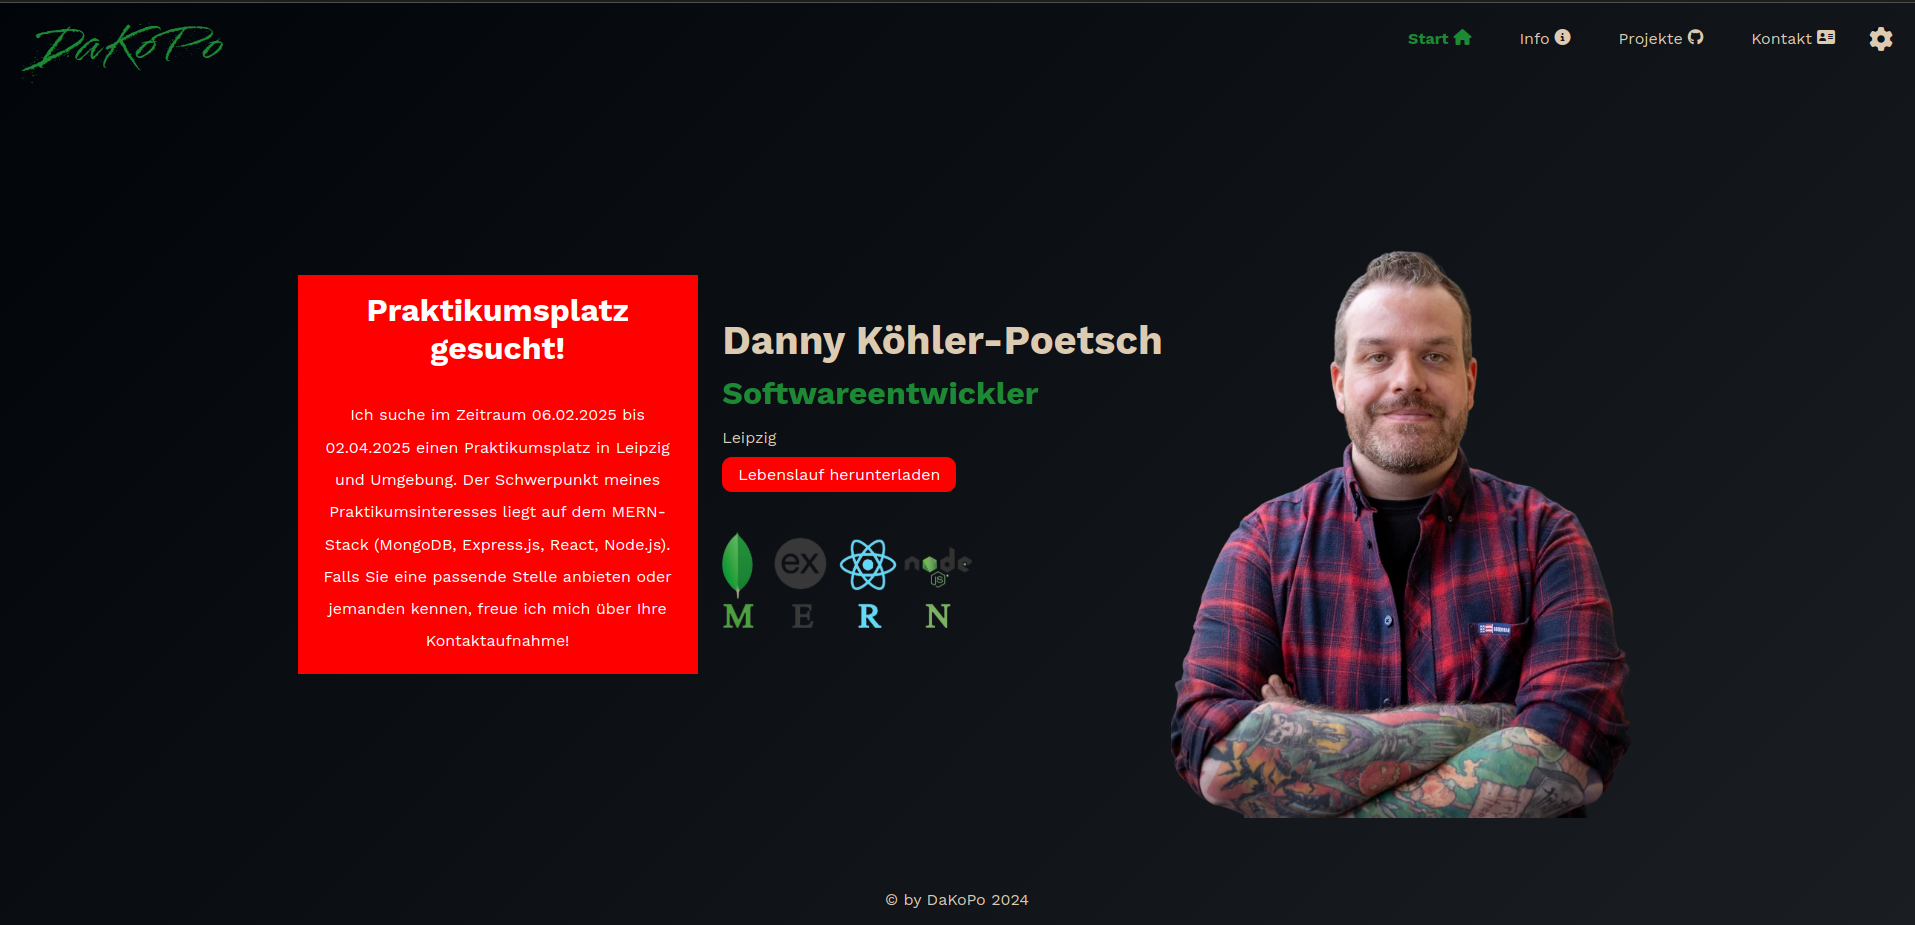 DaKoPo
Start
Info
Projekte
Kontakt
Praktikumsplatz
gesucht!
Ich suche im Zeitraum 06.02.2025 bis
02.04.2025 einen Praktikumsplatz in Leipzig
und Umgebung. Der Schwerpunkt meines
Praktikumsinteresses liegt auf dem MERN-
Stack (MongoDB, Express.js, React, Node.js).
Falls Sie eine passende Stelle anbieten oder
jemanden kennen, freue ich mich über Ihre
Kontaktaufnahme!
Danny Köhler-Poetsch
Softwareentwickler
Leipzig
Lebenslauf herunterladen
ex
node
JS
M E R N
© by DaKoPo 2024